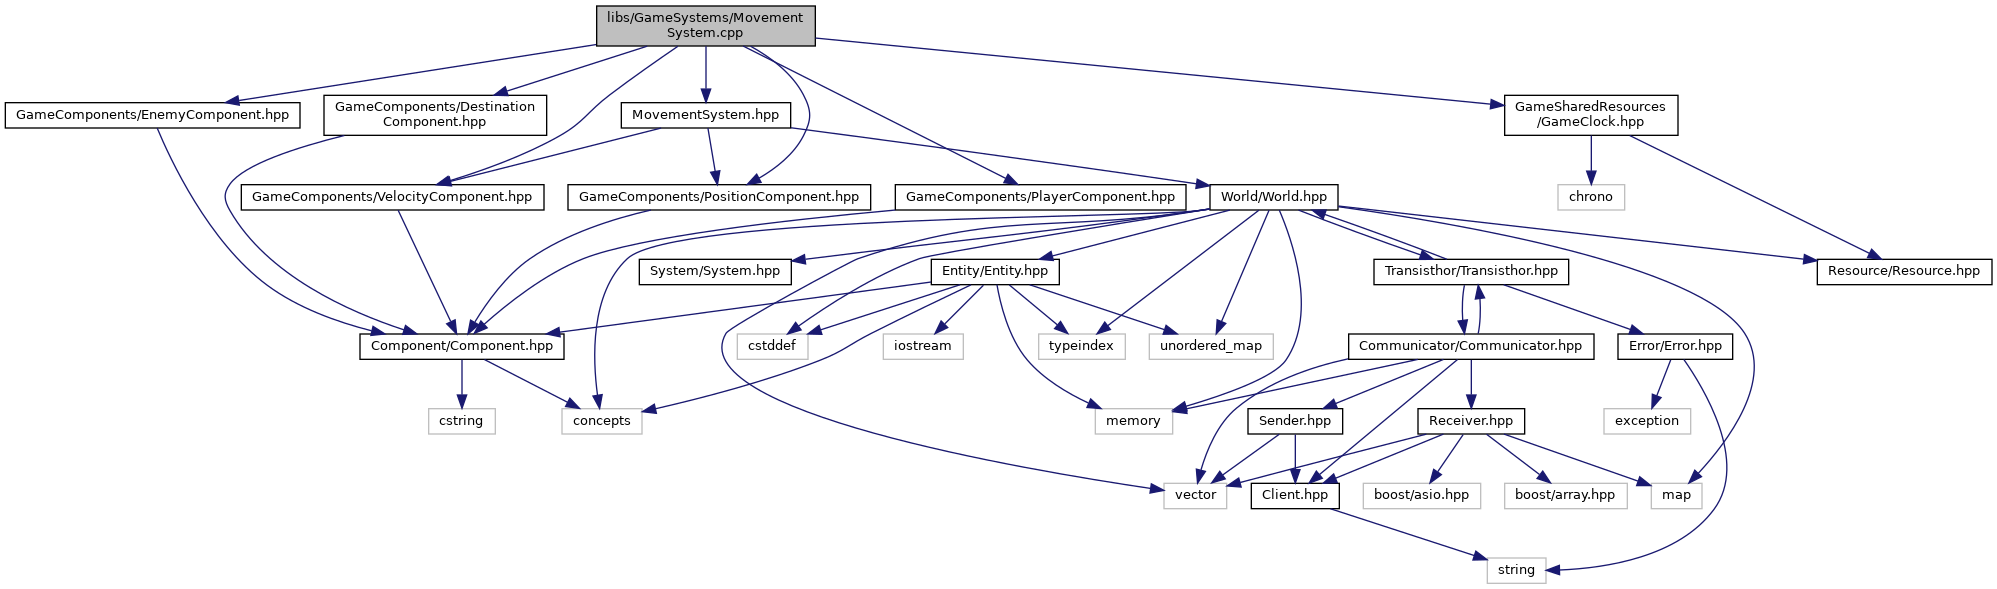 libs/GameSystems/Movement
System.cpp
GameComponents/EnemyComponent.hpp
GameComponents/Destination
Component.hpp
MovementSystem.hpp
GameSharedResources
/GameClock.hpp
GameComponents/VelocityComponent.hpp
GameComponents/PositionComponent.hpp
GameComponents/PlayerComponent.hpp
World/World.hpp
chrono
System/System.hpp
Entity/Entity.hpp
Transisthor/Transisthor.hpp
Resource/Resource.hpp
Component/Component.hpp
cstddef
iostream
typeindex
unordered_map
Communicator/Communicator.hpp
Error/Error.hpp
cstring
concepts
memory
Sender.hpp
Receiver.hpp
exception
vector
Client.hpp
boost/asio.hpp
boost/array.hpp
map
string